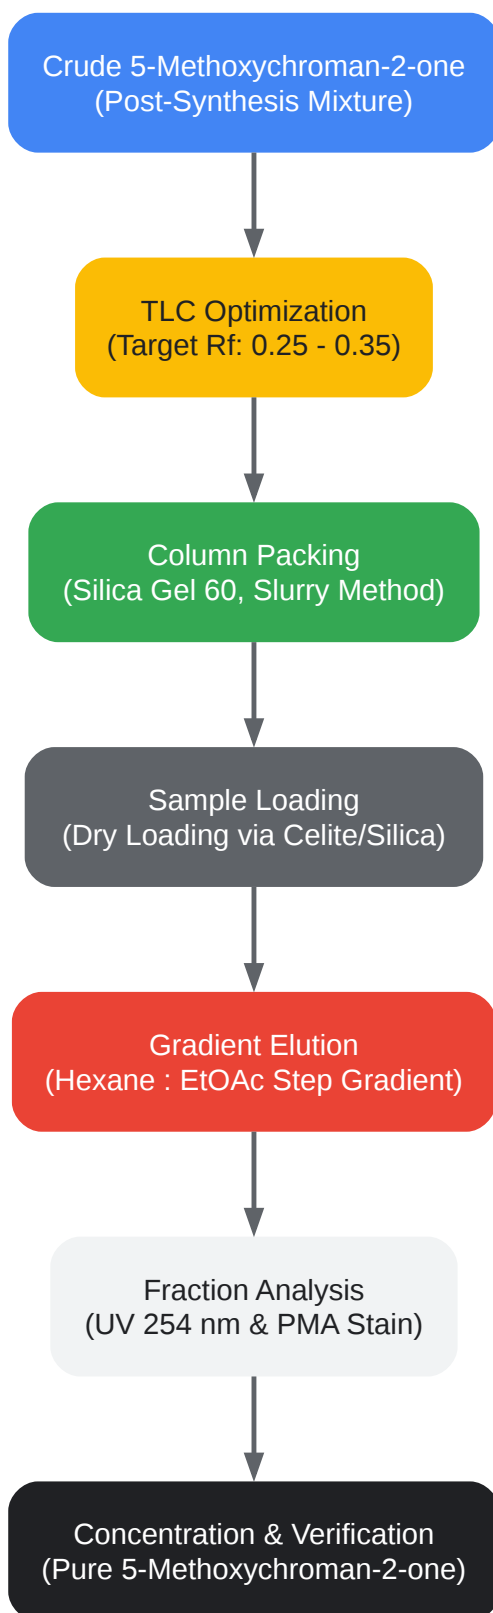 Crude 5-Methoxychroman-2-one
(Post-Synthesis Mixture)
TLC Optimization
(Target Rf: 0.25 - 0.35)
Column Packing
(Silica Gel 60, Slurry Method)
Sample Loading
(Dry Loading via Celite/Silica)
Gradient Elution
(Hexane : EtOAc Step Gradient)
Fraction Analysis
(UV 254 nm & PMA Stain)
Concentration & Verification
(Pure 5-Methoxychroman-2-one)